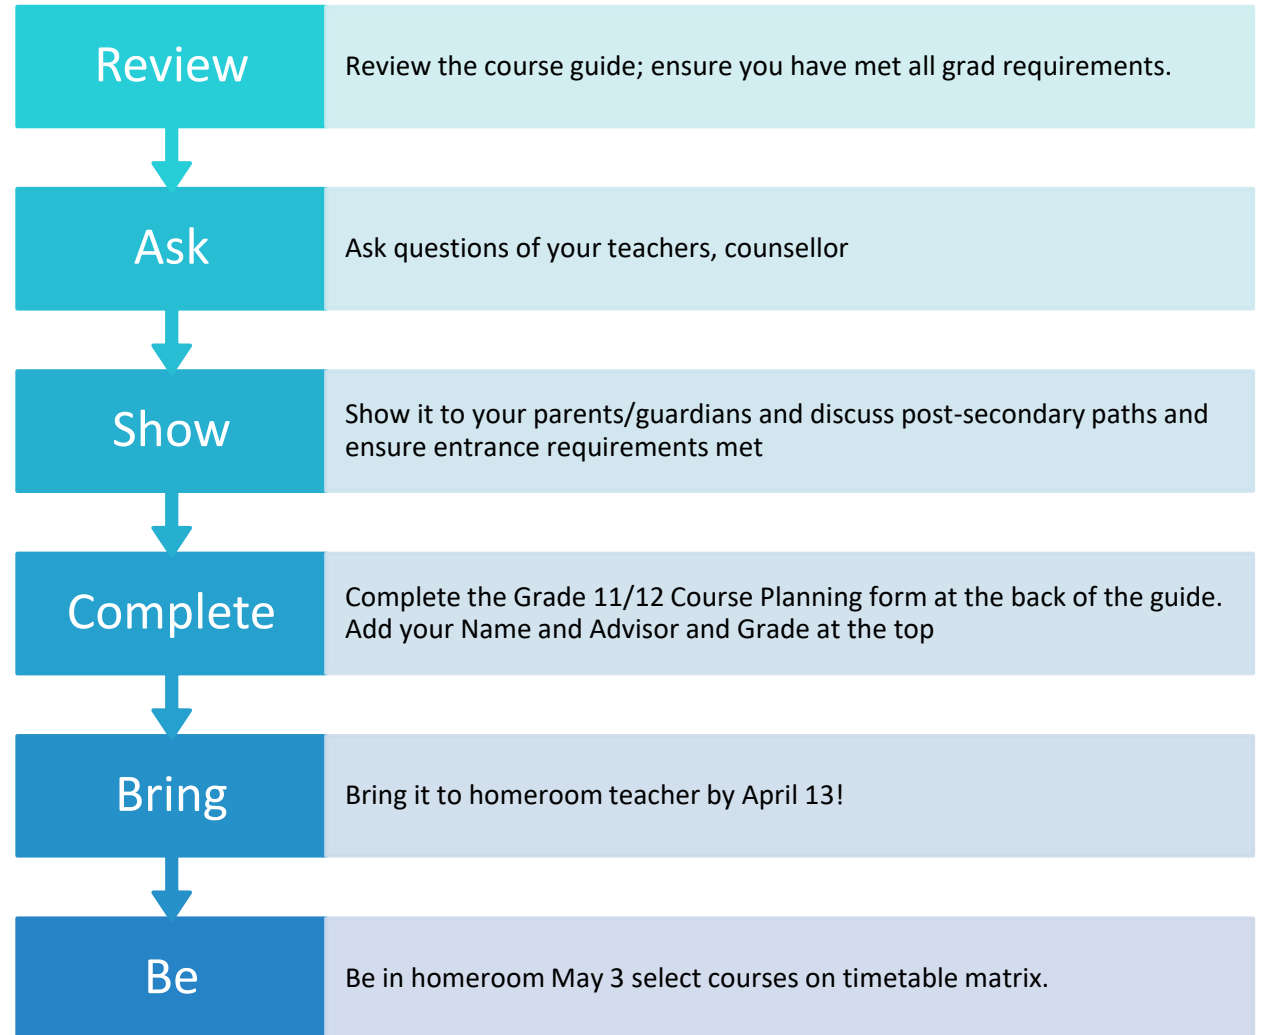 Review
Review the course guide; ensure you have met all grad requirements.
Ask
Ask questions of your teachers, counsellor
Show
Show it to your parents/guardians and discuss post-secondary paths and
ensure entrance requirements met
Complete
Complete the Grade 11/12 Course Planning form at the back of the guide.
Add your Name and Advisor and Grade at the top
Bring
Bring it to homeroom teacher by April 13!
Be
Be in homeroom May 3 select courses on timetable matrix.